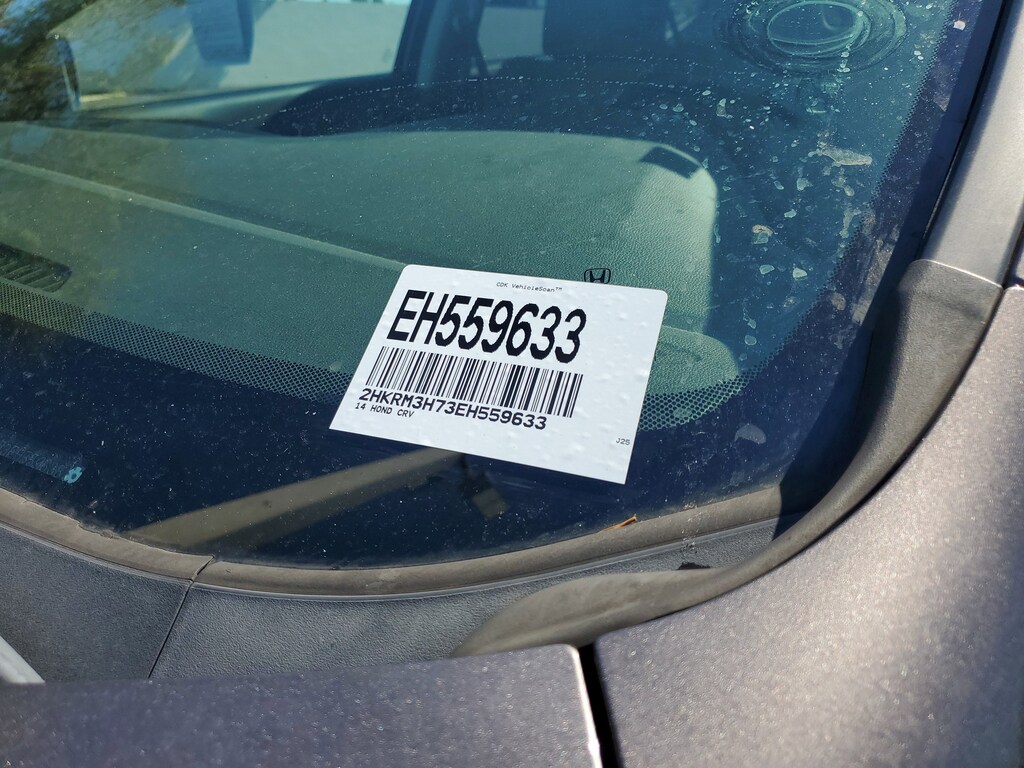 CDK VehicleScan™
EH559633
2HKRM3H73EH559633
14 HOND CRV
J25